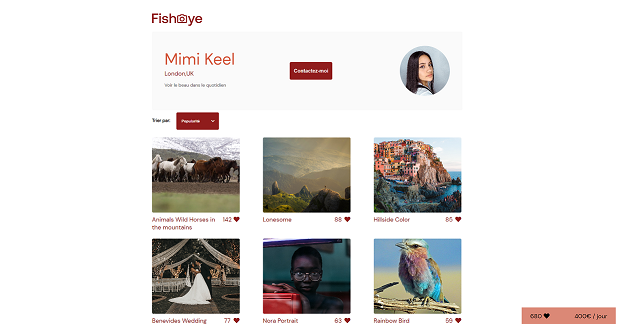 FishEye
Mimi Keel
London,UK
Voir le beau dans le quotidien
Contactez-moi
Trier par:
Popularité
Animals Wild Horses in
the mountains
142
Lonesome
88
Hillside Color
85
Benevides Wedding
77
Nora Portrait
63
Rainbow Bird
59
680
400€ / jour